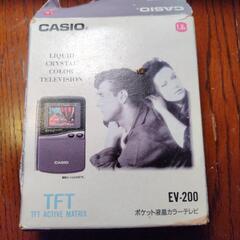 CASIO
CASIO
LIQUID
CRYSTAL
COLOR
TELEVISION
CASIO
TFT
TFT ACTIVE MATRIX
EV-200
ポケット液晶カラーテレビ